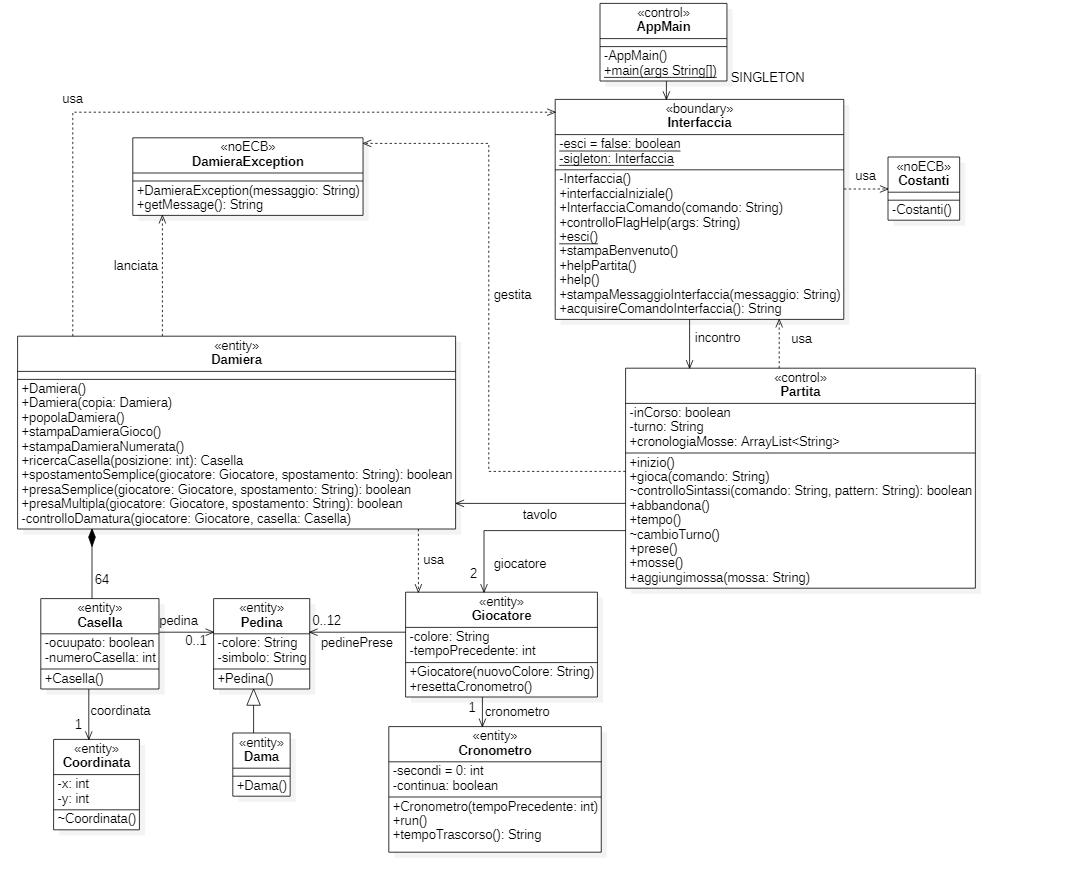 «control»
AppMain
-AppMain()
+main(args String[])
SINGLETON
usa
«boundary»
Interfaccia
-esci = false: boolean
-sigleton: Interfaccia
-Interfaccia()
+interfacciaIniziale()
+InterfacciaComando(comando: String)
+controlloFlagHelp(args: String)
+esci()
+stampaBenvenuto()
+helpPartita()
+help()
+stampaMessaggioInterfaccia(messaggio: String)
+acquisireComandoInterfaccia(): String
«noECB»
DamieraException
+DamieraException(messaggio: String)
+getMessage(): String
usa
«noECB»
Costanti
-Costanti()
lanciata
gestita
incontro
usa
«entity»
Damiera
+Damiera()
+Damiera(copia: Damiera)
+popolaDamiera()
+stampaDamieraGioco()
+stampaDamieraNumerata()
+ricercaCasella(posizione: int): Casella
+spostamentoSemplice(giocatore: Giocatore, spostamento: String): boolean
+presaSemplice(giocatore: Giocatore, spostamento: String): boolean
+presaMultipla(giocatore: Giocatore, spostamento: String): boolean
-controlloDamatura(giocatore: Giocatore, casella: Casella)
«control»
Partita
-inCorso: boolean
-turno: String
+cronologiaMosse: ArrayList<String>
+inizio()
+gioca(comando: String)
~controlloSintassi(comando: String, pattern: String): boolean
+abbandona()
+tempo()
~cambioTurno()
+prese()
+mosse()
+aggiungimossa(mossa: String)
tavolo
usa
giocatore
2
64
«entity»
Casella
-ocuupato: boolean
-numeroCasella: int
+Casella()
pedina
0..1
«entity»
Pedina
-colore: String
-simbolo: String
+Pedina()
0..12
pedinePrese
«entity»
Giocatore
-colore: String
-tempoPrecedente: int
+Giocatore(nuovoColore: String)
+resettaCronometro()
coordinata
1
1
cronometro
«entity»
Coordinata
-x: int
-y: int
~Coordinata()
«entity»
Dama
+Dama()
«entity»
Cronometro
-secondi = 0: int
-continua: boolean
+Cronometro(tempoPrecedente: int)
+run()
+tempoTrascorso(): String